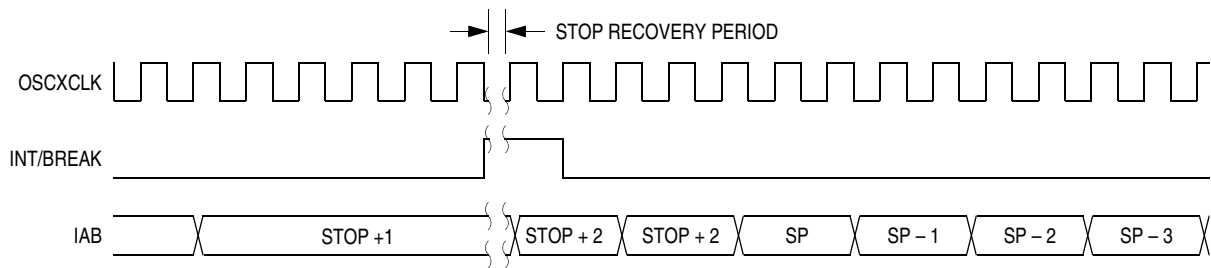 STOP RECOVERY PERIOD
OSCXCLK
INT/BREAK
IAB STOP +1 STOP + 2 STOP + 2 SP SP – 1 SP – 2 SP – 3